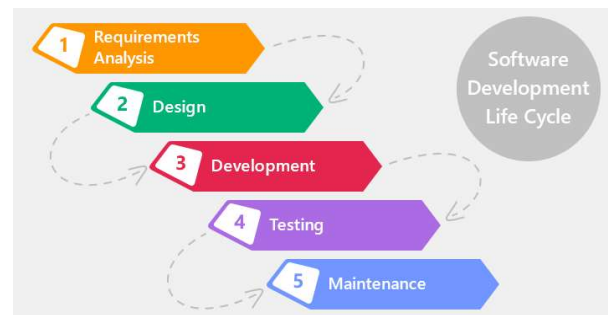 1
Requirements
Analysis
2
Design
3
Development
4
Testing
5
Maintenance
Software
Development
Life Cycle